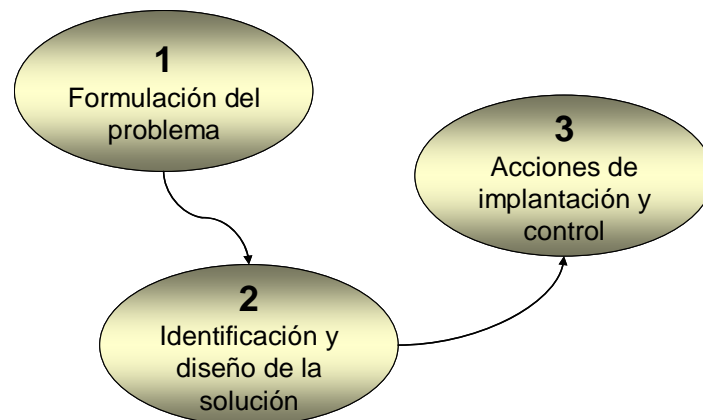 1
Formulación del
problema
2
Identificación y
diseño de la
solución
3
Acciones de
implantación y
control